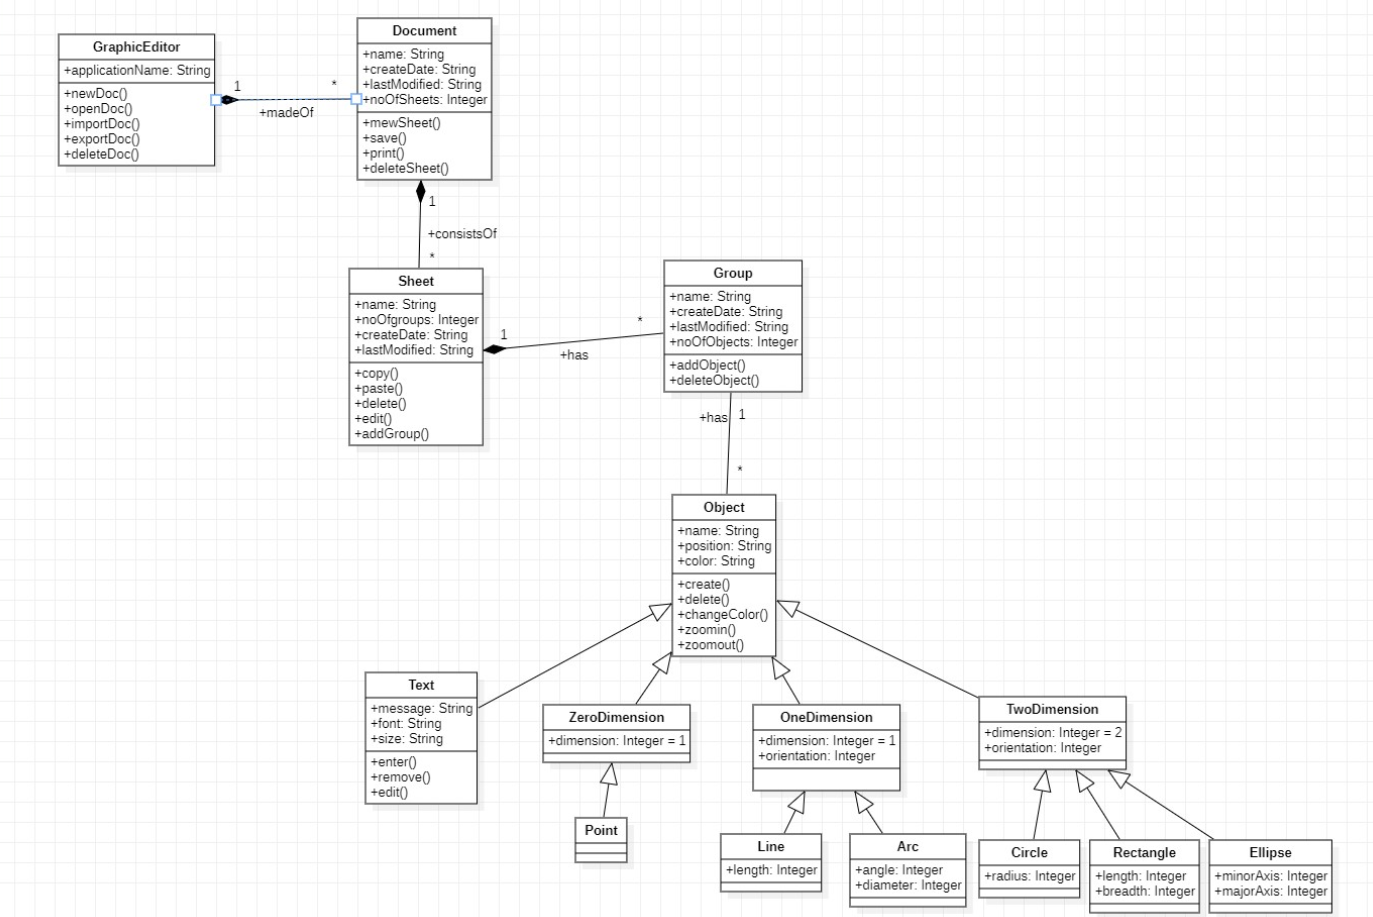 GraphicEditor
+applicationName: String
+newDoc()
+openDoc()
+importDoc()
+exportDoc()
+deleteDoc()
1
*
+madeOf
Document
+name: String
+createDate: String
+lastModified: String
+noOfSheets: Integer
+mewSheet()
+save()
+print()
+deleteSheet()
1
+consistsOf
*
Sheet
+name: String
+noOfgroups: Integer
+createDate: String
+lastModified: String
+copy()
+paste()
+delete()
+edit()
+addGroup()
1
*
+has
Group
+name: String
+createDate: String
+lastModified: String
+noOfObjects: Integer
+addObject()
+deleteObject()
+has
1
*
Object
+name: String
+position: String
+color: String
+create()
+delete()
+changeColor()
+zoomin()
+zoomout()
Text
+message: String
+font: String
+size: String
+enter()
+remove()
+edit()
ZeroDimension
+dimension: Integer = 1
OneDimension
+dimension: Integer = 1
+orientation: Integer
TwoDimension
+dimension: Integer = 2
+orientation: Integer
Point
Line
+length: Integer
Arc
+angle: Integer
+diameter: Integer
Circle
+radius: Integer
Rectangle
+length: Integer
+breadth: Integer
Ellipse
+minorAxis: Integer
+majorAxis: Integer